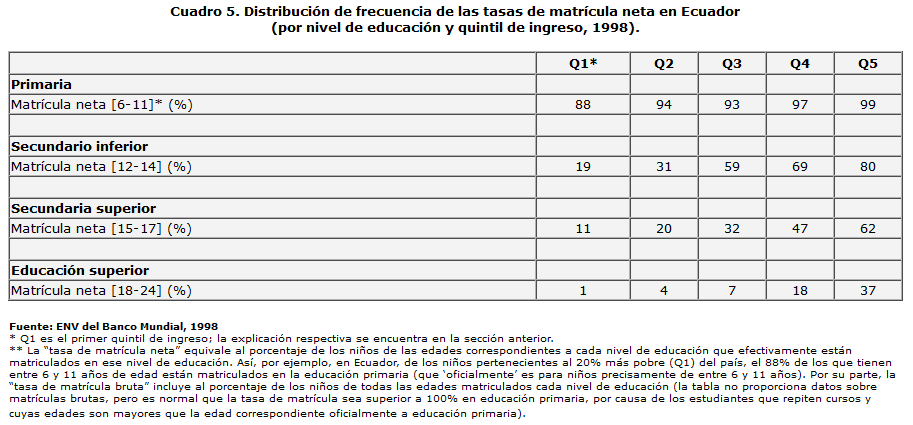 Cuadro 5. Distribución de frecuencia de las tasas de matrícula neta en Ecuador
(por nivel de educación y quintil de ingreso, 1998).
Q1* Q2 Q3 Q4 Q5
Primaria
Matrícula neta [6-11]* (%) 88 94 93 97 99
Secundario inferior
Matrícula neta [12-14] (%) 19 31 59 69 80
Secundaria superior
Matrícula neta [15-17] (%) 11 20 32 47 62
Educación superior
Matrícula neta [18-24] (%) 1 4 7 18 37
Fuente: ENV del Banco Mundial, 1998
* Q1 es el primer quintil de ingreso; la explicación respectiva se encuentra en la sección anterior.
** La “tasa de matrícula neta” equivale al porcentaje de los niños de las edades correspondientes a cada nivel de educación que efectivamente están
matriculados en ese nivel de educación. Así, por ejemplo, en Ecuador, de los niños pertenecientes al 20% más pobre (Q1) del país, el 88% de los que tienen
entre 6 y 11 años de edad están matriculados en la educación primaria (que ‘oficialmente’ es para niños precisamente de entre 6 y 11 años). Por su parte, la
“tasa de matrícula bruta” incluye al porcentaje de los niños de todas las edades matriculados cada nivel de educación (la tabla no proporciona datos sobre
matrículas brutas, pero es normal que la tasa de matrícula sea superior a 100% en educación primaria, por causa de los estudiantes que repiten cursos y
cuyas edades son mayores que la edad correspondiente oficialmente a educación primaria).